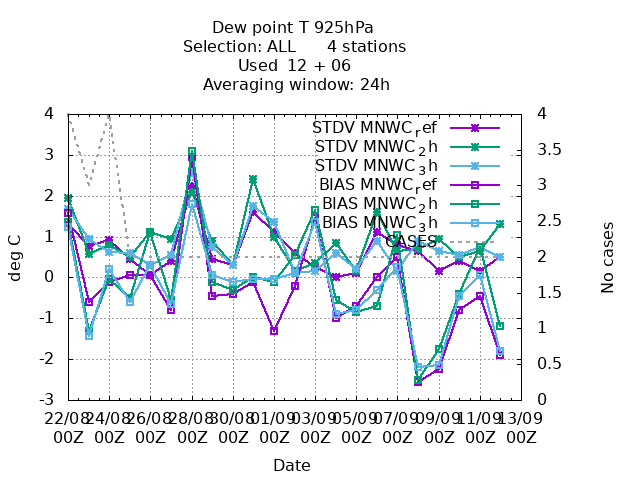 Dew point T 925hPa
Selection: ALL      4 stations
Used  12 + 06
Averaging window: 24h
STDV MNWC_ref
STDV MNWC_2h
STDV MNWC_3h
BIAS MNWC_ref
BIAS MNWC_2h
BIAS MNWC_3h
CASES
4
3
2
1
0
-1
-2
-3
deg C
4
3.5
3
2.5
2
1.5
1
0.5
0
No cases
22/08 24/08 26/08 28/08 30/08 01/09 03/09 05/09 07/09 09/09 11/09 13/09
00Z 00Z 00Z 00Z 00Z 00Z 00Z 00Z 00Z 00Z 00Z 00Z
Date